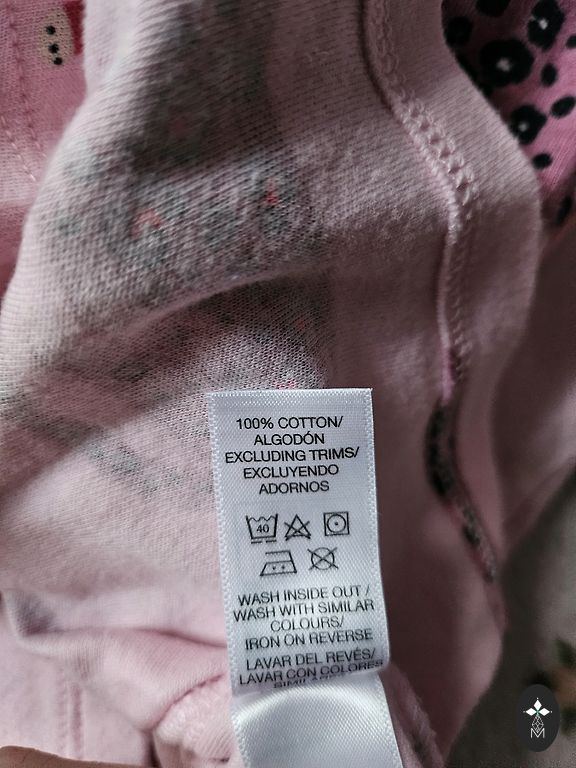 100% COTTON/
ALGODÓN
EXCLUDING TRIMS/
EXCLUYENDO
ADORNOS
40
WASH INSIDE OUT /
WASH WITH SIMILAR
COLOURS/
IRON ON REVERSE
LAVAR DEL REVÉS/
LAVAR CON COLORES